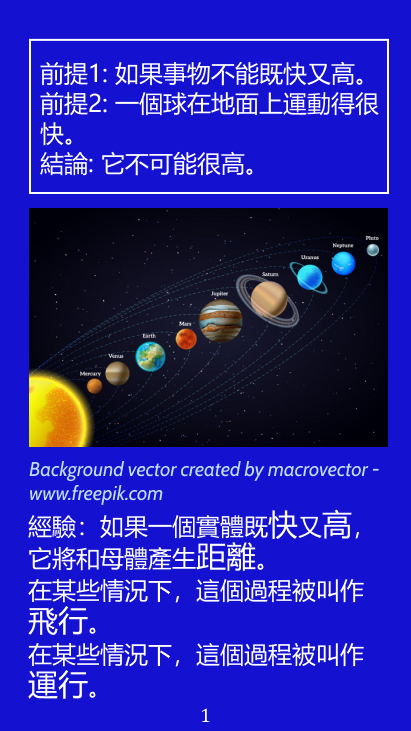 前提1: 如果事物不能既快又高。
前提2: 一個球在地面上運動得很
快。
結論: 它不可能很高。
Pluto
Neptune
Uranus
Saturn
Jupiter
Mars
Earth
Venus
Mercury
Background vector created by macrovector -
www.freepik.com
經驗：如果一個實體既快又高，
它將和母體產生距離。
在某些情況下，這個過程被叫作
飛行。
在某些情況下，這個過程被叫作
運行。
1